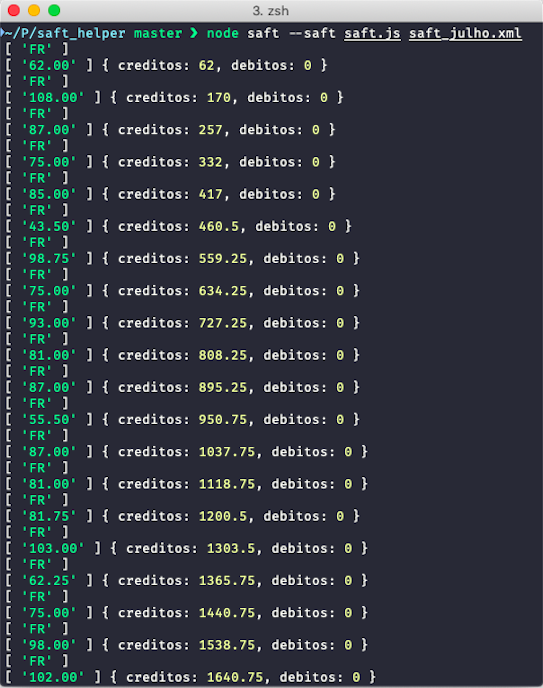 3. zsh
~/P/saft_helper master ❯ node saft --saft saft.js saft_julho.xml
[ 'FR' ]
[ '62.00' ] { creditos: 62, debitos: 0 }
[ 'FR' ]
[ '108.00' ] { creditos: 170, debitos: 0 }
[ 'FR' ]
[ '87.00' ] { creditos: 257, debitos: 0 }
[ 'FR' ]
[ '75.00' ] { creditos: 332, debitos: 0 }
[ 'FR' ]
[ '85.00' ] { creditos: 417, debitos: 0 }
[ 'FR' ]
[ '43.50' ] { creditos: 460.5, debitos: 0 }
[ 'FR' ]
[ '98.75' ] { creditos: 559.25, debitos: 0 }
[ 'FR' ]
[ '75.00' ] { creditos: 634.25, debitos: 0 }
[ 'FR' ]
[ '93.00' ] { creditos: 727.25, debitos: 0 }
[ 'FR' ]
[ '81.00' ] { creditos: 808.25, debitos: 0 }
[ 'FR' ]
[ '87.00' ] { creditos: 895.25, debitos: 0 }
[ 'FR' ]
[ '55.50' ] { creditos: 950.75, debitos: 0 }
[ 'FR' ]
[ '87.00' ] { creditos: 1037.75, debitos: 0 }
[ 'FR' ]
[ '81.00' ] { creditos: 1118.75, debitos: 0 }
[ 'FR' ]
[ '81.75' ] { creditos: 1200.5, debitos: 0 }
[ 'FR' ]
[ '103.00' ] { creditos: 1303.5, debitos: 0 }
[ 'FR' ]
[ '62.25' ] { creditos: 1365.75, debitos: 0 }
[ 'FR' ]
[ '75.00' ] { creditos: 1440.75, debitos: 0 }
[ 'FR' ]
[ '98.00' ] { creditos: 1538.75, debitos: 0 }
[ 'FR' ]
[ '102.00' ] { creditos: 1640.75, debitos: 0 }